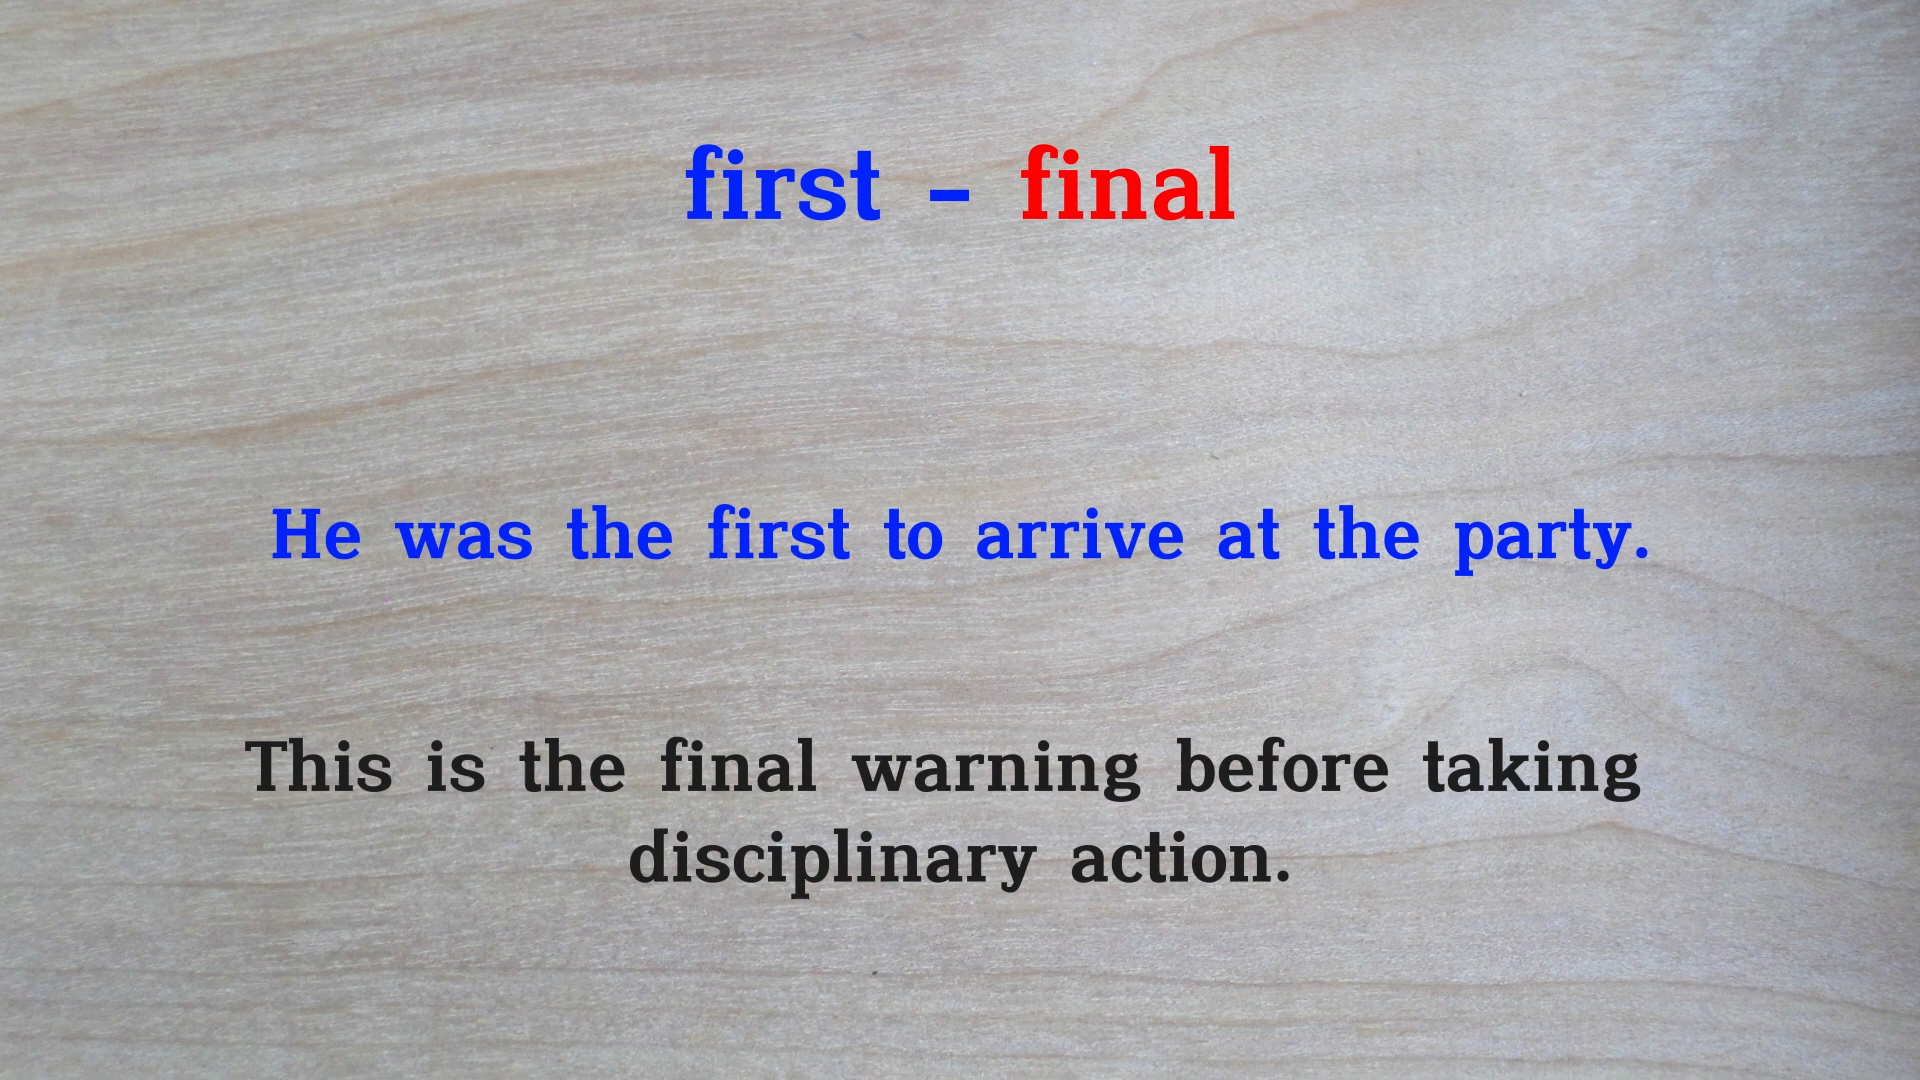 first - final
He was the first to arrive at the party.
This is the final warning before taking
disciplinary action.